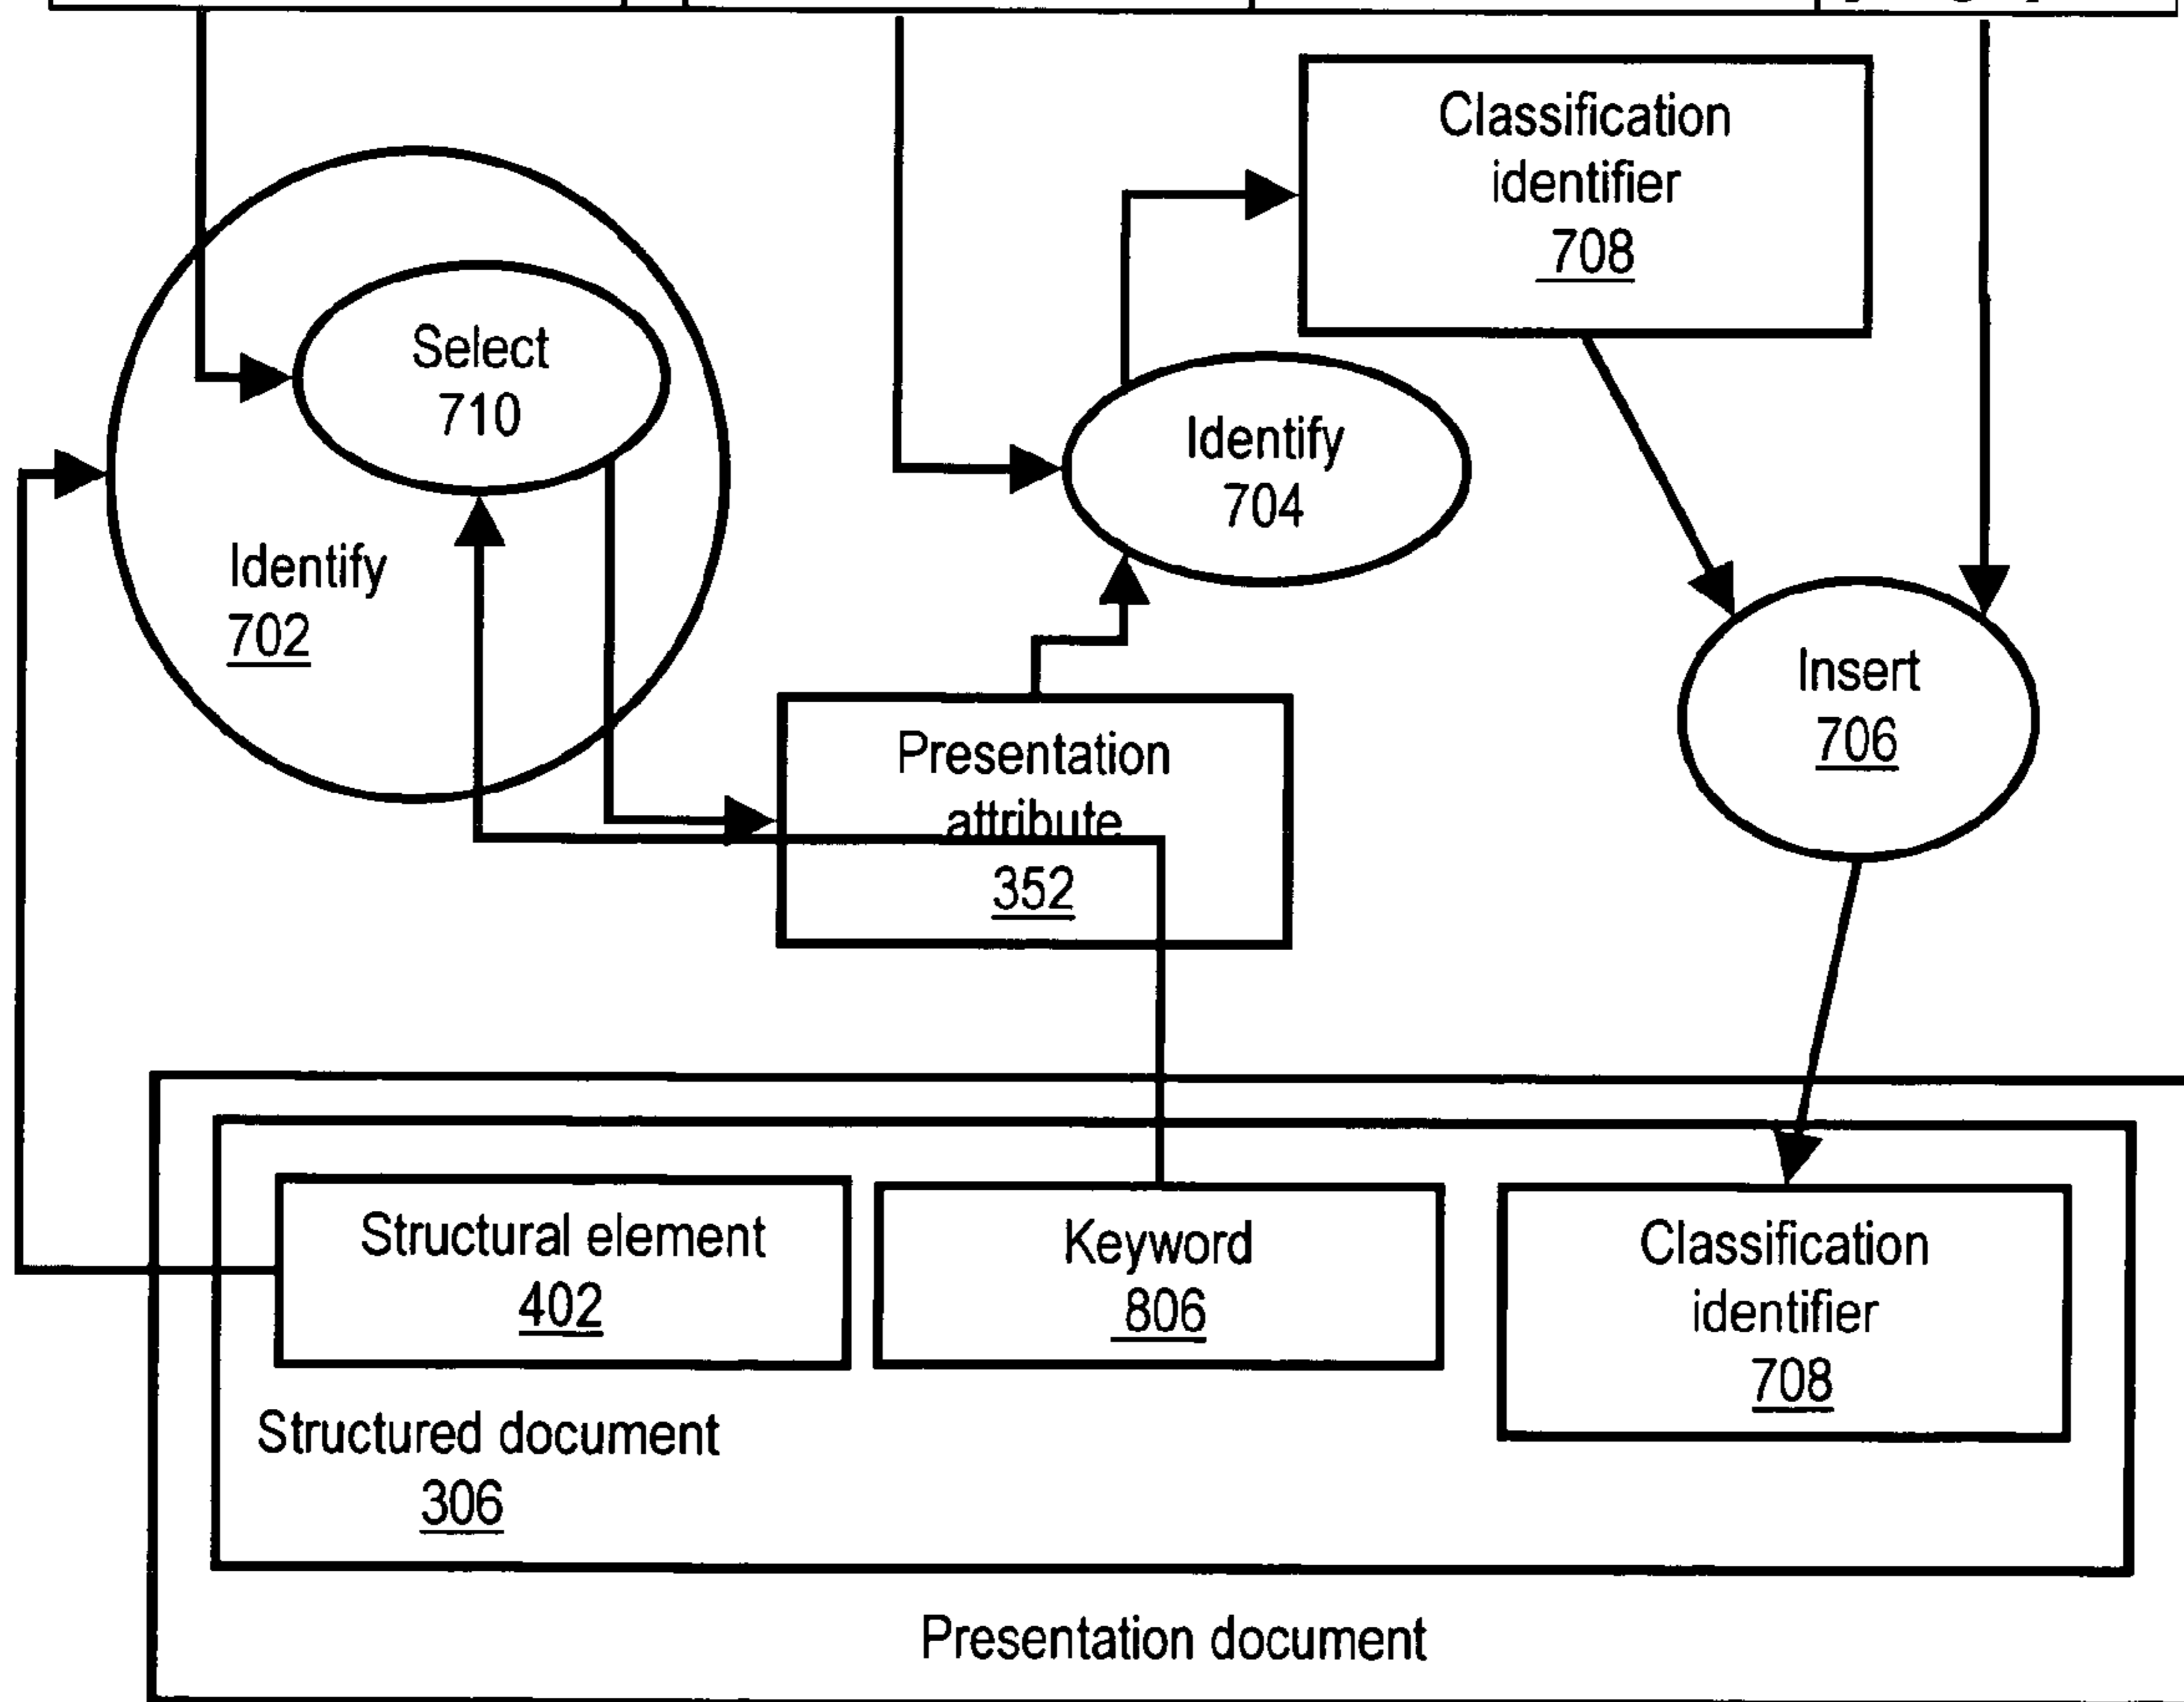 Classification
identifier
708
Select
710
Identify
704
Identify
702
Insert
706
Presentation
attribute
352
Structural element
402
Keyword
806
Classification
identifier
708
Structured document
306
Presentation document